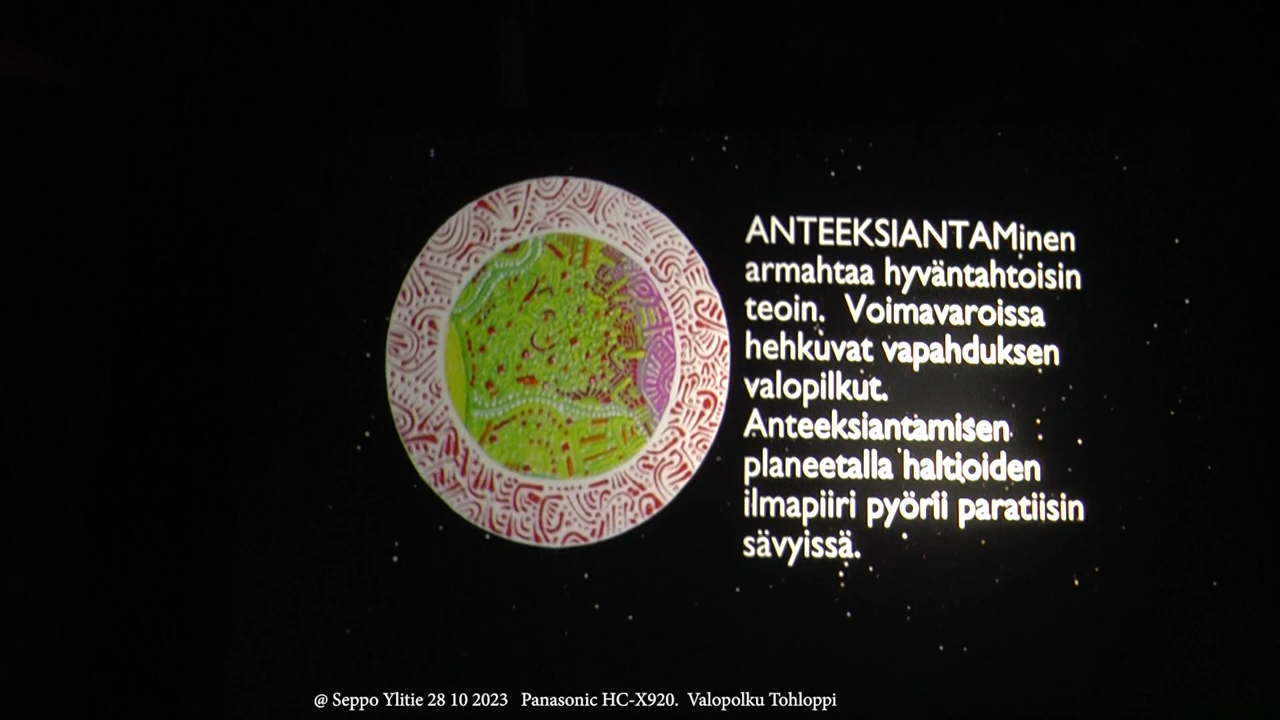 ANTEEKSIANTAMinen
armahtaa hyväntahtoisin
teoin. Voimavaroissa
hehkuvat vapahduksen
valopilkut.
Anteeksiantamisen
planeetalla haltioiden
ilmapiiri pyörii paratiisin
sävyissä.
@ Seppo Ylitie 28 10 2023 Panasonic HC-X920. Valopolku Tohloppi